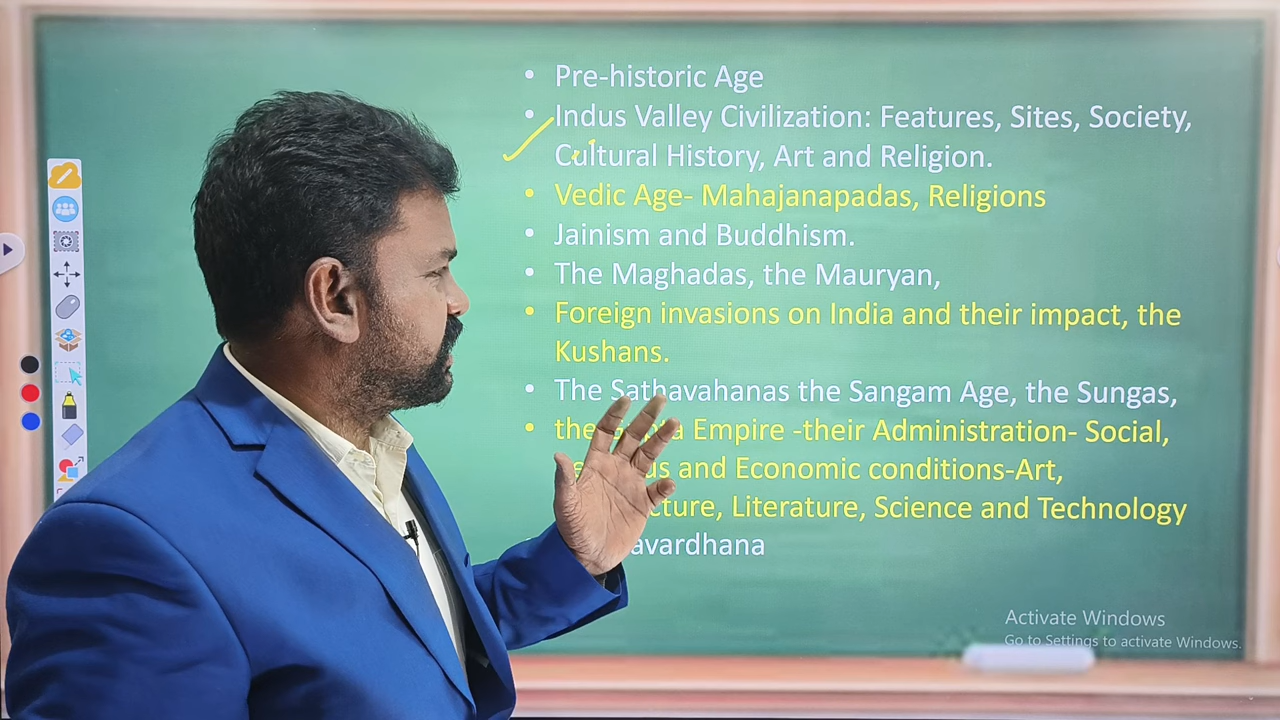 • Pre-historic Age
• Indus Valley Civilization: Features, Sites, Society,
Cultural History, Art and Religion.
• Vedic Age- Mahajanapadas, Religions
• Jainism and Buddhism.
• The Maghadas, the Mauryan,
• Foreign invasions on India and their impact, the
Kushans.
• The Sathavahanas the Sangam Age, the Sungas,
• the Empire -their Administration- Social,
and Economic conditions-Art,
Literature, Science and Technology
Activate Windows
Go to Settings to activate Windows.